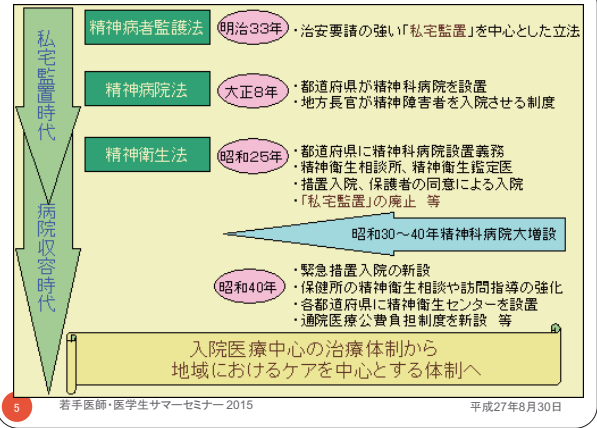 私宅監置時代
病院収容時代
精神病者監護法
明治33年
・治安要請の強い「私宅監置」を中心とした立法
精神病院法
大正8年
・都道府県が精神科病院を設置
・地方長官が精神障害者を入院させる制度
精神衛生法
昭和25年
・都道府県に精神科病院設置義務
・精神衛生相談所、精神衛生鑑定医
・措置入院、保護者の同意による入院
・「私宅監置」の廃止 等
昭和30～40年精神科病院大増設
昭和40年
・緊急措置入院の新設
・保健所の精神衛生相談や訪問指導の強化
・各都道府県に精神衛生センターを設置
・通院医療公費負担制度を新設 等
入院医療中心の治療体制から
地域におけるケアを中心とする体制へ
5
若手医師・医学生サマーセミナー2015
平成27年8月30日